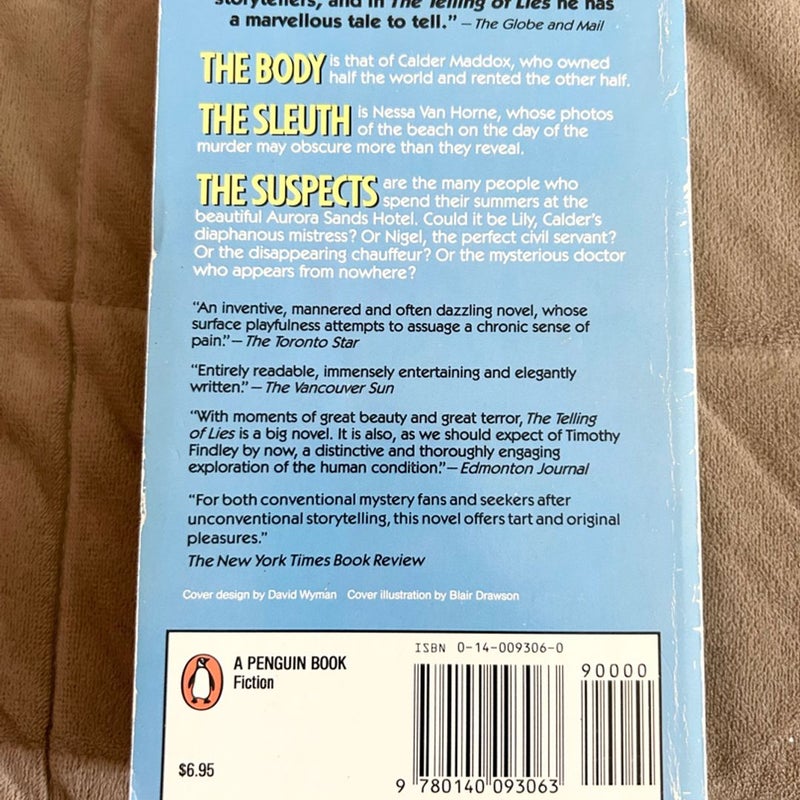 storytellers, and in The Telling of Lies he has
a marvellous tale to tell." – The Globe and Mail
THE BODY is that of Calder Maddox, who owned
half the world and rented the other half.
THE SLEUTH is Nessa Van Horne, whose photos
of the beach on the day of the
murder may obscure more than they reveal.
THE SUSPECTS are the many people who
spend their summers at the
beautiful Aurora Sands Hotel. Could it be Lily, Calder's
diaphanous mistress? Or Nigel, the perfect civil servant?
Or the disappearing chauffeur? Or the mysterious doctor
who appears from nowhere?
"An inventive, mannered and often dazzling novel, whose
surface playfulness attempts to assuage a chronic sense of
pain." – The Toronto Star
"Entirely readable, immensely entertaining and elegantly
written." – The Vancouver Sun
"With moments of great beauty and great terror, The Telling
of Lies is a big novel. It is also, as we should expect of Timothy
Findley by now, a distinctive and thoroughly engaging
exploration of the human condition." – Edmonton Journal
"For both conventional mystery fans and seekers after
unconventional storytelling, this novel offers tart and original
pleasures."
The New York Times Book Review
Cover design by David Wyman Cover illustration by Blair Drawson
A PENGUIN BOOK
Fiction
$6.95
ISBN 0-14-009306-0
90000
9 780140 093063